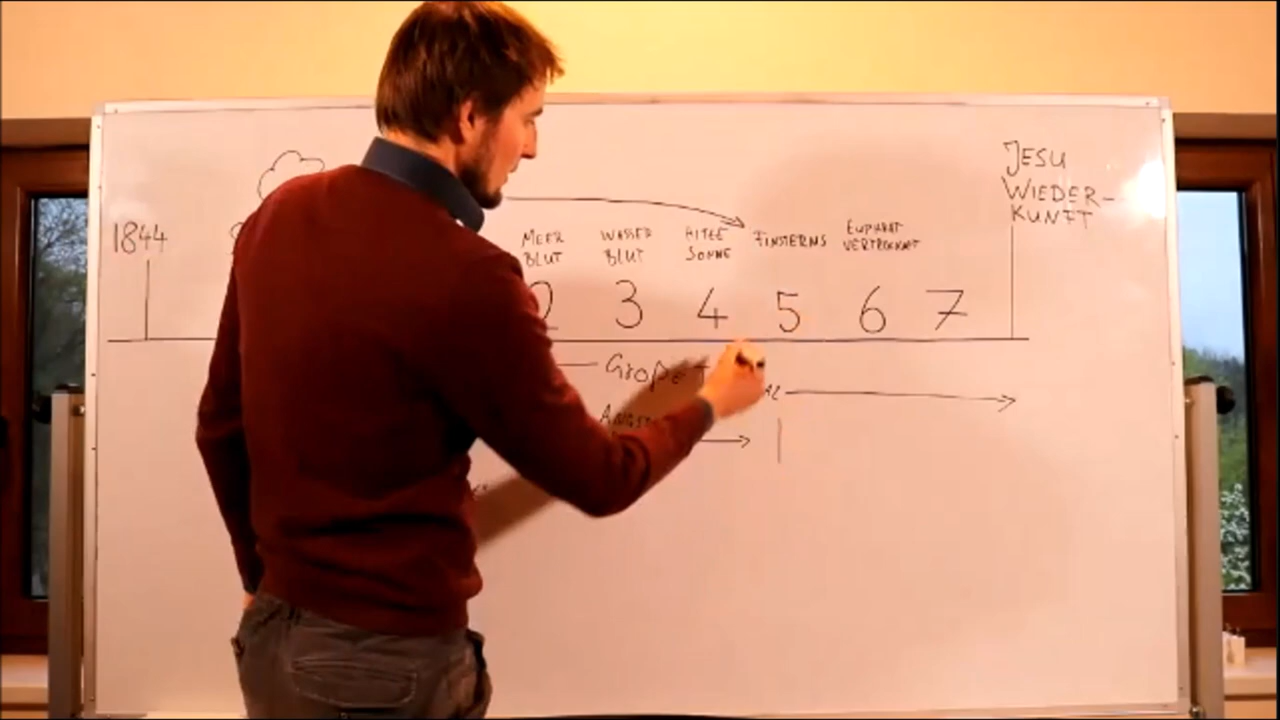 JESU
WIEDER-
KUNFT
1844
MEER
BLUT
WASSER
BLUT
HITZE
SONNE
FINSTERNIS
EUPHRAT
VERTROCKNET
2 3 4 5 6 7
Große
ANGST